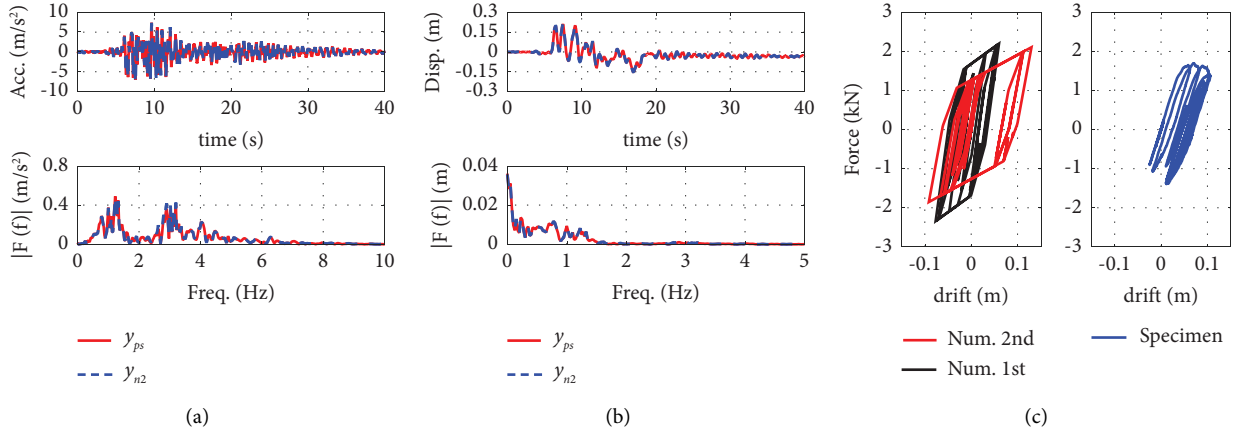 Acc. (m/s²)
10
5
0
-5
-10
0 10 20 30 40
time (s)
|F (f)| (m/s²)
0.8
0.4
0
0 2 4 6 8 10
Freq. (Hz)
y_ps
y_n2
(a)
Disp. (m)
0.3
0.15
0
-0.15
-0.3
0 10 20 30 40
time (s)
|F (f)| (m)
0.04
0.02
0
0 1 2 3 4 5
Freq. (Hz)
y_ps
y_n2
(b)
Force (kN)
3
2
1
0
-1
-2
-3
-0.1 0 0.1
drift (m)
Num. 2nd
Num. 1st
3
2
1
0
-1
-2
-3
-0.1 0 0.1
drift (m)
Specimen
(c)